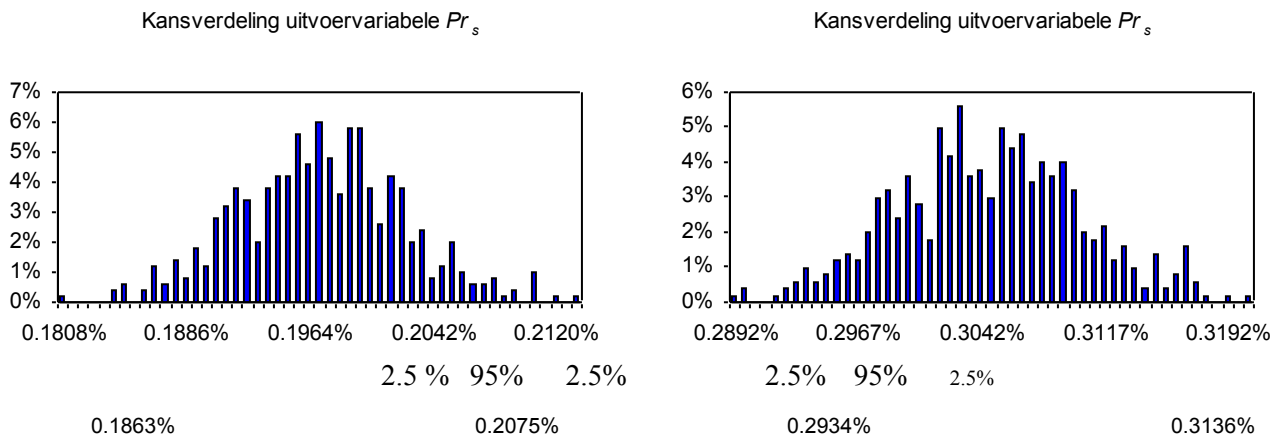 Kansverdeling uitvoervariabele Pr s
7%
6%
5%
4%
3%
2%
1%
0%
0.1808% 0.1886% 0.1964% 0.2042% 0.2120%
2.5 % 95% 2.5%
0.1863% 0.2075%
Kansverdeling uitvoervariabele Pr s
6%
5%
4%
3%
2%
1%
0%
0.2892% 0.2967% 0.3042% 0.3117% 0.3192%
2.5% 95% 2.5%
0.2934% 0.3136%